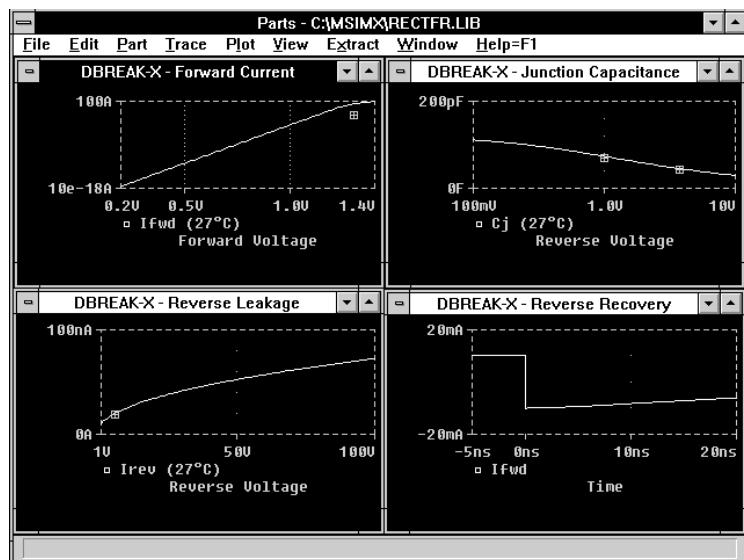 Parts - C:\MSIMX\RECTFR.LIB
File Edit Part Trace Plot View Extract Window Help=F1
DBREAK-X - Forward Current
100A
10e-18A
0.2V 0.5V 1.0V 1.4V
Ifwd (27°C)
Forward Voltage
DBREAK-X - Junction Capacitance
200pF
0F
100mV 1.0V 10V
Cj (27°C)
Reverse Voltage
DBREAK-X - Reverse Leakage
100nA
0A
1V 50V 100V
Irev (27°C)
Reverse Voltage
DBREAK-X - Reverse Recovery
20mA
-20mA
-5ns 0ns 10ns 20ns
Ifwd
Time